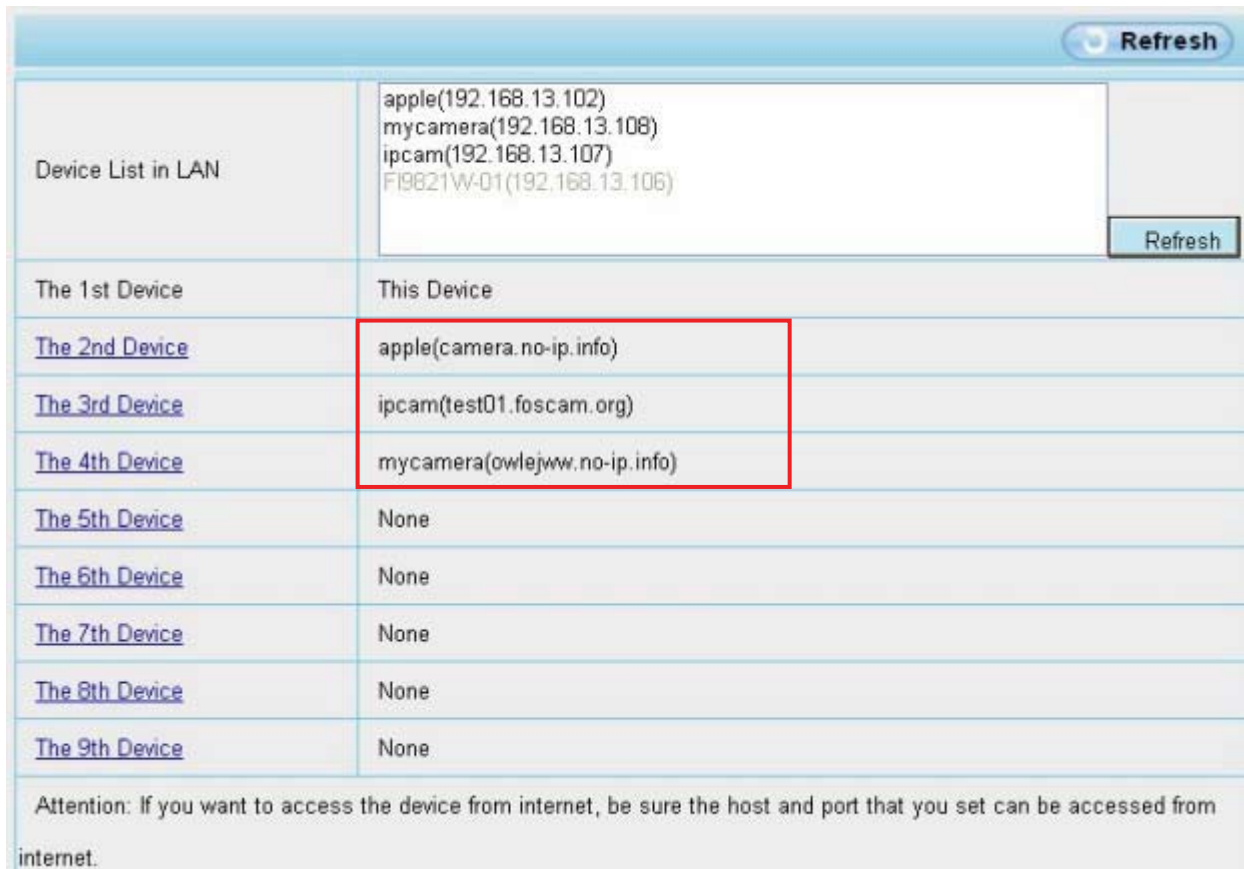 Refresh
Device List in LAN
apple(192.168.13.102)
mycamera(192.168.13.108)
ipcam(192.168.13.107)
FI9821W-01(192.168.13.106)
Refresh
The 1st Device This Device
The 2nd Device apple(camera.no-ip.info)
The 3rd Device ipcam(test01.foscam.org)
The 4th Device mycamera(owlejww.no-ip.info)
The 5th Device None
The 6th Device None
The 7th Device None
The 8th Device None
The 9th Device None
Attention: If you want to access the device from internet, be sure the host and port that you set can be accessed from
internet.